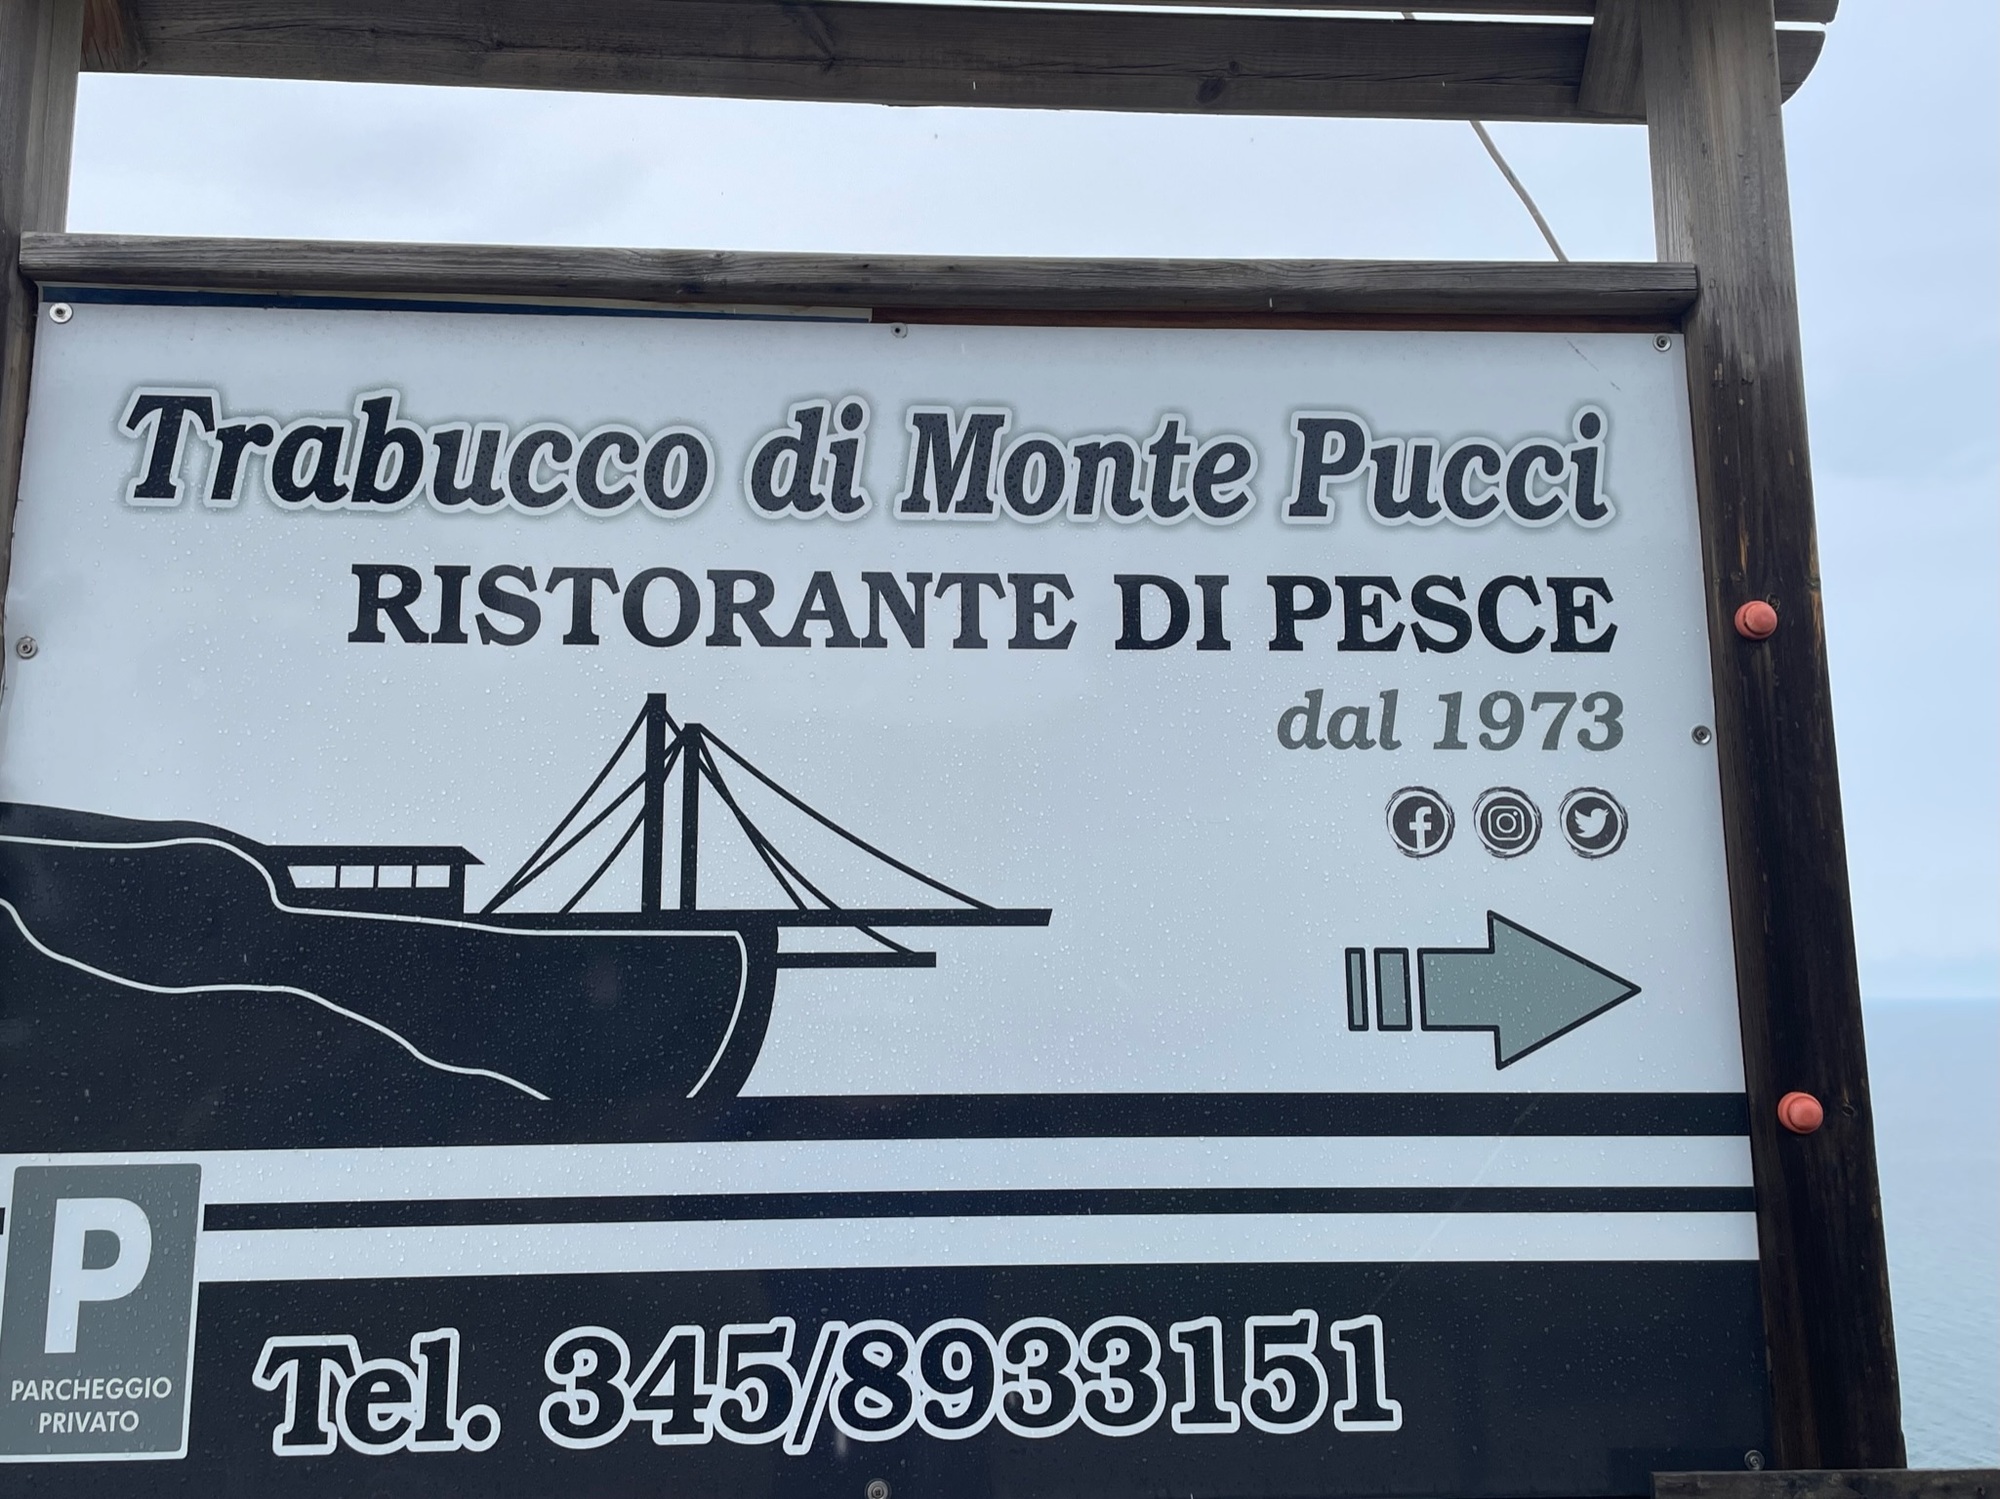 Trabucco di Monte Pucci
RISTORANTE DI PESCE
dal 1973
P
PARCHEGGIO
PRIVATO
Tel. 345/8933151